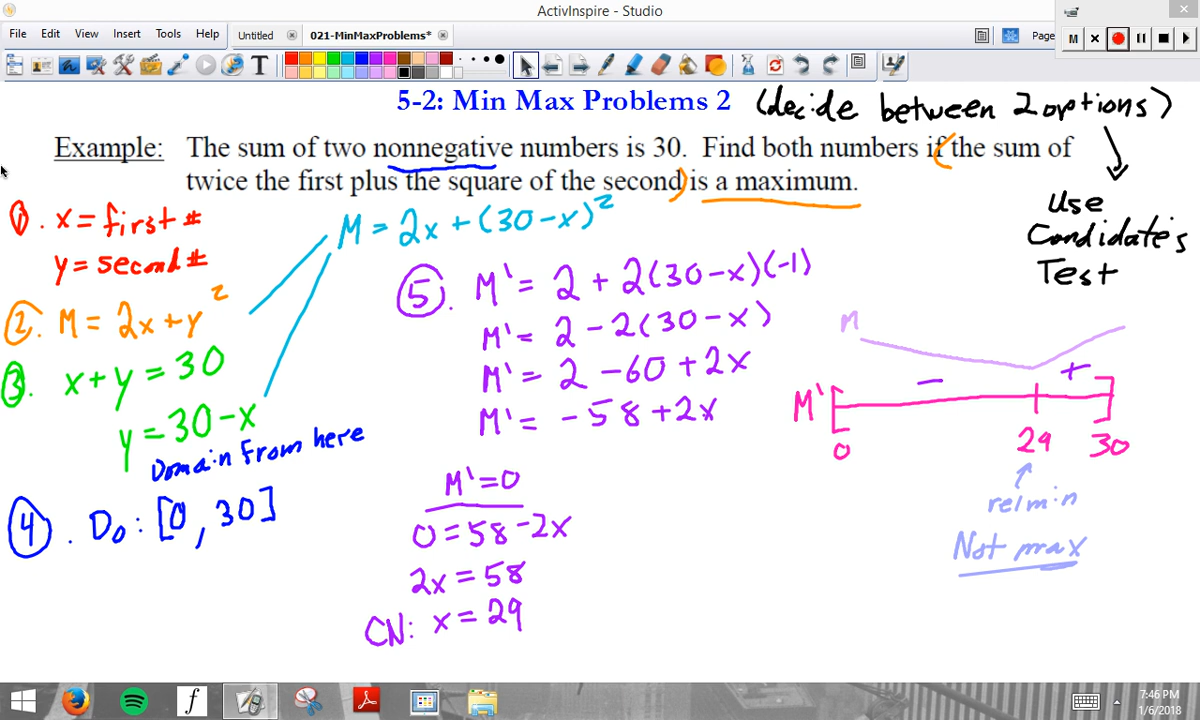 ActivInspire - Studio
File Edit View Insert Tools Help Untitled 021-MinMaxProblems* Page
M
T
5-2: Min Max Problems 2 (decide between 2 options)
Example: The sum of two nonnegative numbers is 30. Find both numbers if the sum of
twice the first plus the square of the second is a maximum.
Use
Candidate's
Test
①. x = first #
y = second #
M = 2x + (30-x)²
②. M = 2x + y²
③. x + y = 30
y = 30-x
Domain from here
④. Do: [0, 30]
⑤. M' = 2 + 2(30-x)(-1)
M' = 2 - 2(30-x)
M' = 2 - 60 + 2x
M' = -58 + 2x
M' = 0
0 = 58 - 2x
2x = 58
CN: x = 29
M
- +
M'
0 29 30
rel min
Not max
f
7:46 PM
1/6/2018